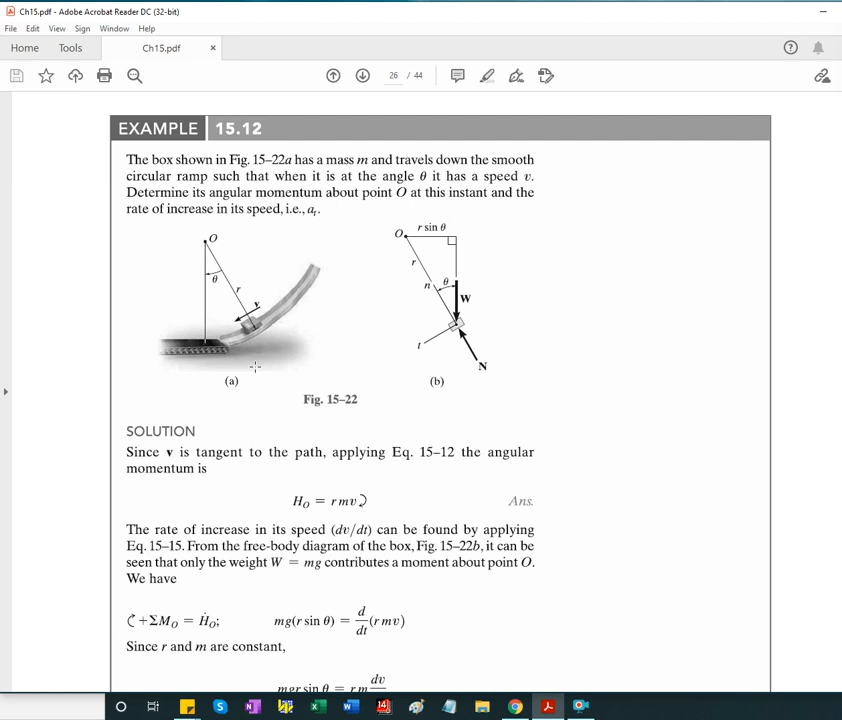 Ch15.pdf - Adobe Acrobat Reader DC (32-bit)
File Edit View Sign Window Help
Home Tools Ch15.pdf ×
26 / 44
EXAMPLE 15.12
The box shown in Fig. 15–22a has a mass m and travels down the smooth
circular ramp such that when it is at the angle θ it has a speed v.
Determine its angular momentum about point O at this instant and the
rate of increase in its speed, i.e., aₜ.
O
θ
r
v
(a)
O
r sin θ
r
n
θ
W
t
N
(b)
Fig. 15–22
SOLUTION
Since v is tangent to the path, applying Eq. 15–12 the angular
momentum is
H_O = rmv⤸ Ans.
The rate of increase in its speed (dv/dt) can be found by applying
Eq. 15–15. From the free-body diagram of the box, Fig. 15–22b, it can be
seen that only the weight W = mg contributes a moment about point O.
We have
↻+ΣM_O = Ḣ_O; mg(r sin θ) = d/dt (rmv)
Since r and m are constant,
mgr sin θ = rm dv
14